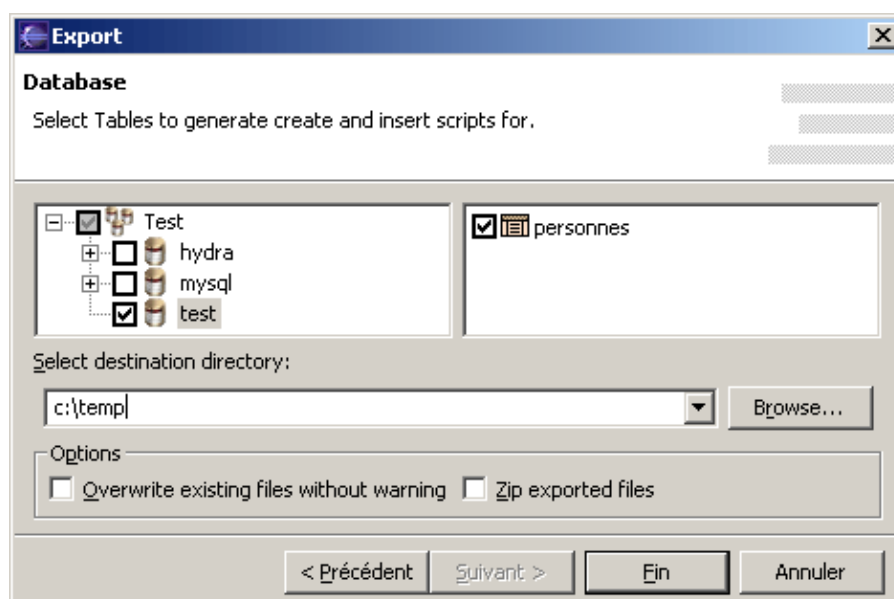 Export
Database
Select Tables to generate create and insert scripts for.
Test
hydra
mysql
test
personnes
Select destination directory:
c:\temp
Browse...
Options
Overwrite existing files without warning
Zip exported files
< Précédent
Suivant >
Fin
Annuler